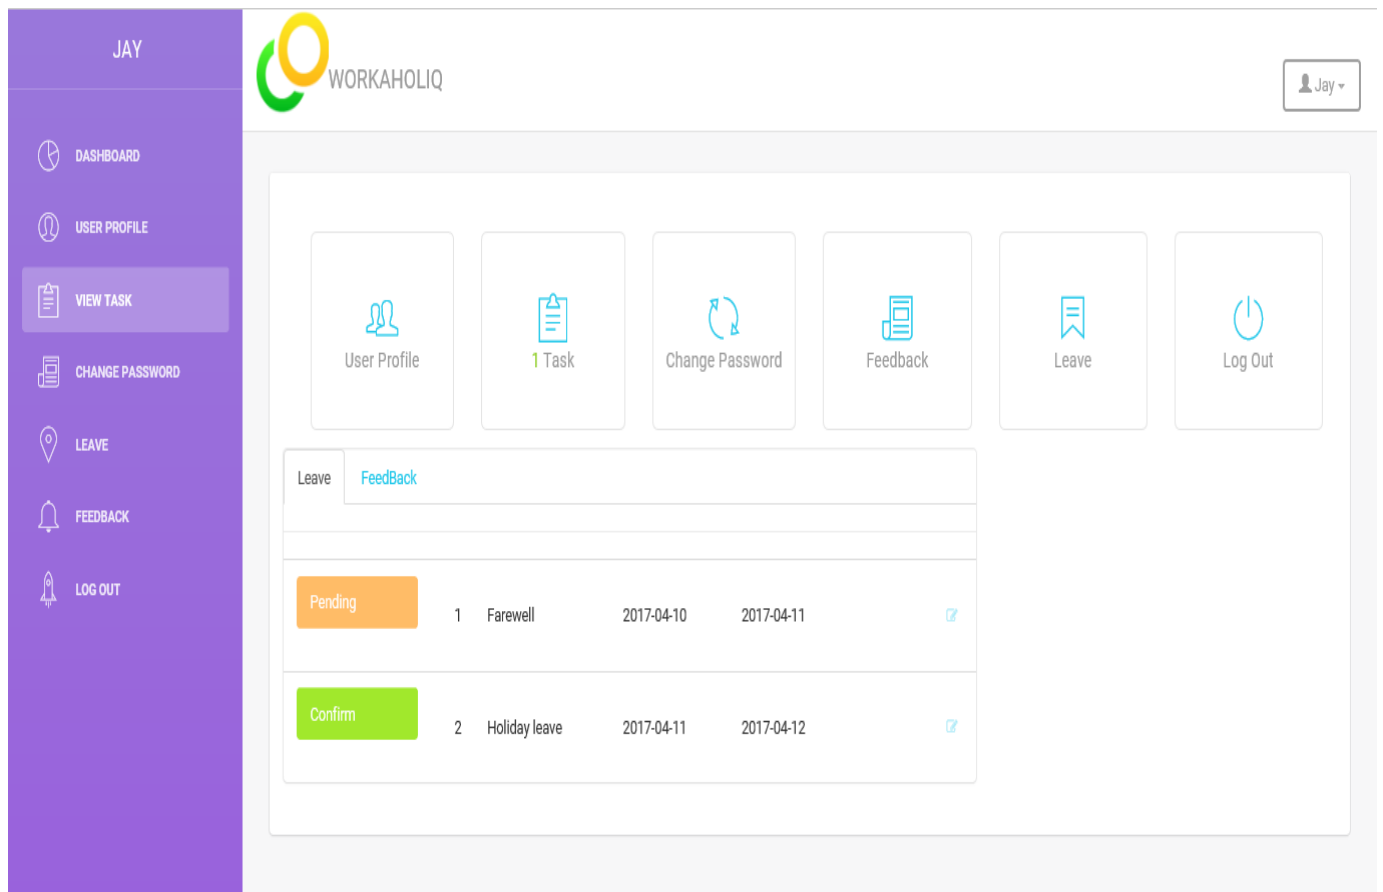 JAY
DASHBOARD
USER PROFILE
VIEW TASK
CHANGE PASSWORD
LEAVE
FEEDBACK
LOG OUT
WORKAHOLIQ
Jay
User Profile
1 Task
Change Password
Feedback
Leave
Log Out
Leave FeedBack
Pending 1 Farewell 2017-04-10 2017-04-11
Confirm 2 Holiday leave 2017-04-11 2017-04-12